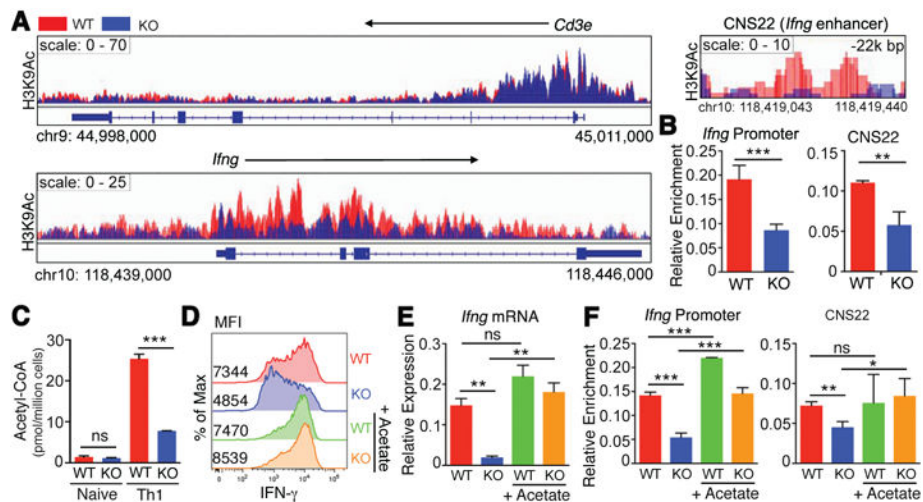 A
WT KO
H3K9Ac
scale: 0 - 70
Cd3e
chr9: 44,998,000
45,011,000
Ifng
H3K9Ac
scale: 0 - 25
chr10: 118,439,000
118,446,000
CNS22 (Ifng enhancer)
H3K9Ac
scale: 0 - 10
-22k bp
chr10: 118,419,043
118,419,440
B
Ifng Promoter
CNS22
Relative Enrichment
0.20
0.15
0.10
0.05
0
***
WT KO
0.15
0.10
0.05
0
**
WT KO
C
Acetyl-CoA
(pmol/million cells)
30
20
10
0
ns
***
WT KO WT KO
Naive Th1
D
MFI
% of Max
7344
4854
7470
8539
WT
KO
WT
KO
+ Acetate
0 10² 10³ 10⁴ 10⁵
IFN-γ
E
Ifng mRNA
Relative Expression
0.3
0.2
0.1
0
ns
**
**
WT KO WT KO
+ Acetate
F
Ifng Promoter
Relative Enrichment
0.25
0.20
0.15
0.10
0.05
0
***
***
***
WT KO WT KO
+ Acetate
CNS22
0.15
0.10
0.05
0
ns
*
**
WT KO WT KO
+ Acetate